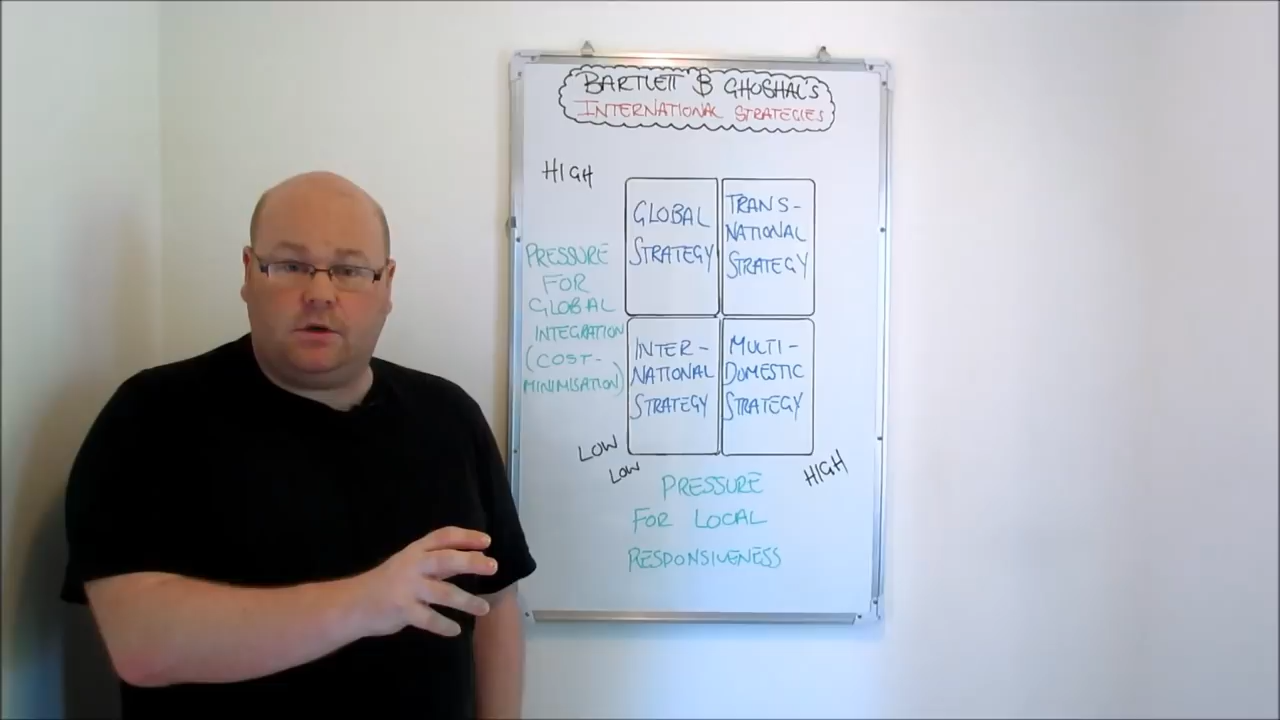 BARTLETT & GHOSHAL'S
INTERNATIONAL STRATEGIES
HIGH
GLOBAL
STRATEGY
TRANS-
NATIONAL
STRATEGY
PRESSURE
FOR
GLOBAL
INTEGRATION
(COST-
MINIMISATION)
INTER-
NATIONAL
STRATEGY
MULTI-
DOMESTIC
STRATEGY
LOW
LOW
HIGH
PRESSURE
FOR LOCAL
RESPONSIVENESS